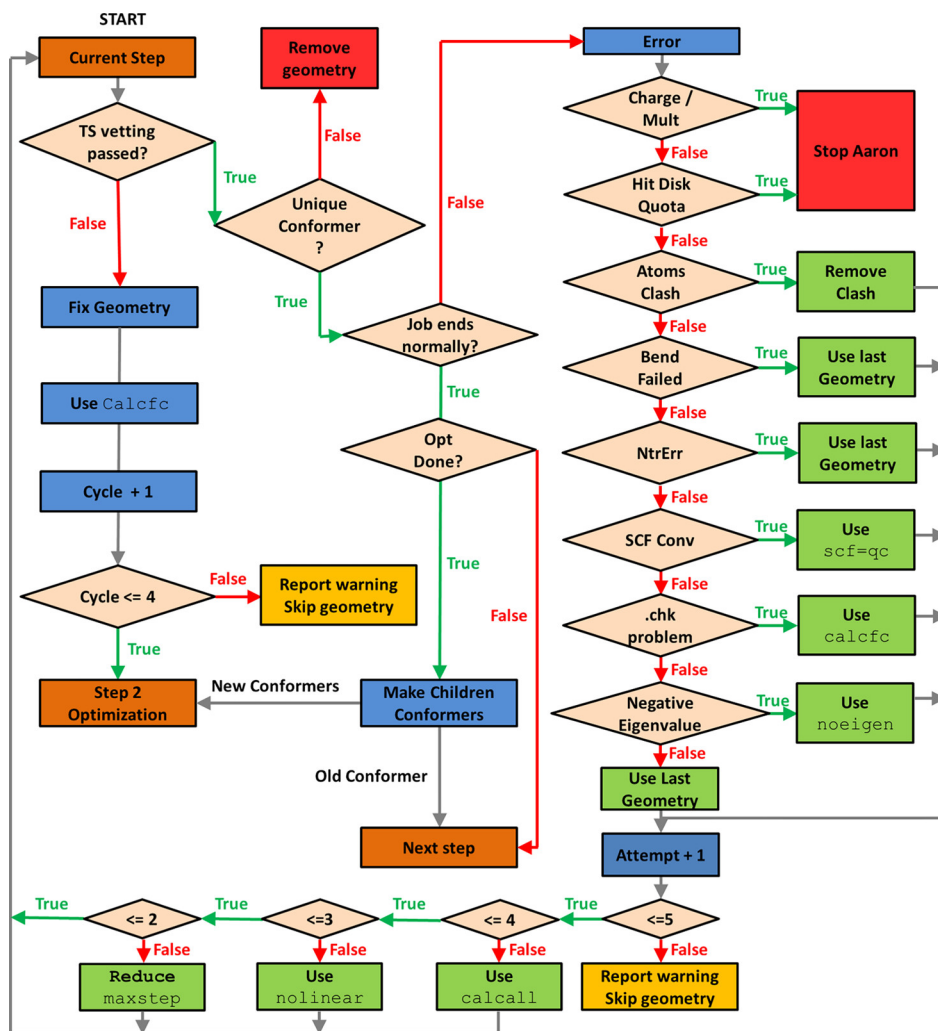 START
Current Step
TS vetting
passed?
True
False
Remove
geometry
False
Unique
Conformer
?
True
Fix Geometry
Use Calcfc
Cycle + 1
Cycle <= 4
False
True
Report warning
Skip geometry
Step 2
Optimization
New Conformers
Job ends
normally?
False
True
Opt
Done?
True
False
Make Children
Conformers
Old Conformer
Next step
Error
Charge /
Mult
True
False
Stop Aaron
Hit Disk
Quota
True
False
Atoms
Clash
True
False
Remove
Clash
Bend
Failed
True
False
Use last
Geometry
NtrErr
True
False
Use last
Geometry
SCF Conv
True
False
Use
scf=qc
.chk
problem
True
False
Use
calcfc
Negative
Eigenvalue
True
False
Use
noeigen
Use Last
Geometry
Attempt + 1
<=5
True
False
Report warning
Skip geometry
<= 4
True
False
Use
calcall
<=3
True
False
Use
nolinear
<= 2
True
False
Reduce
maxstep